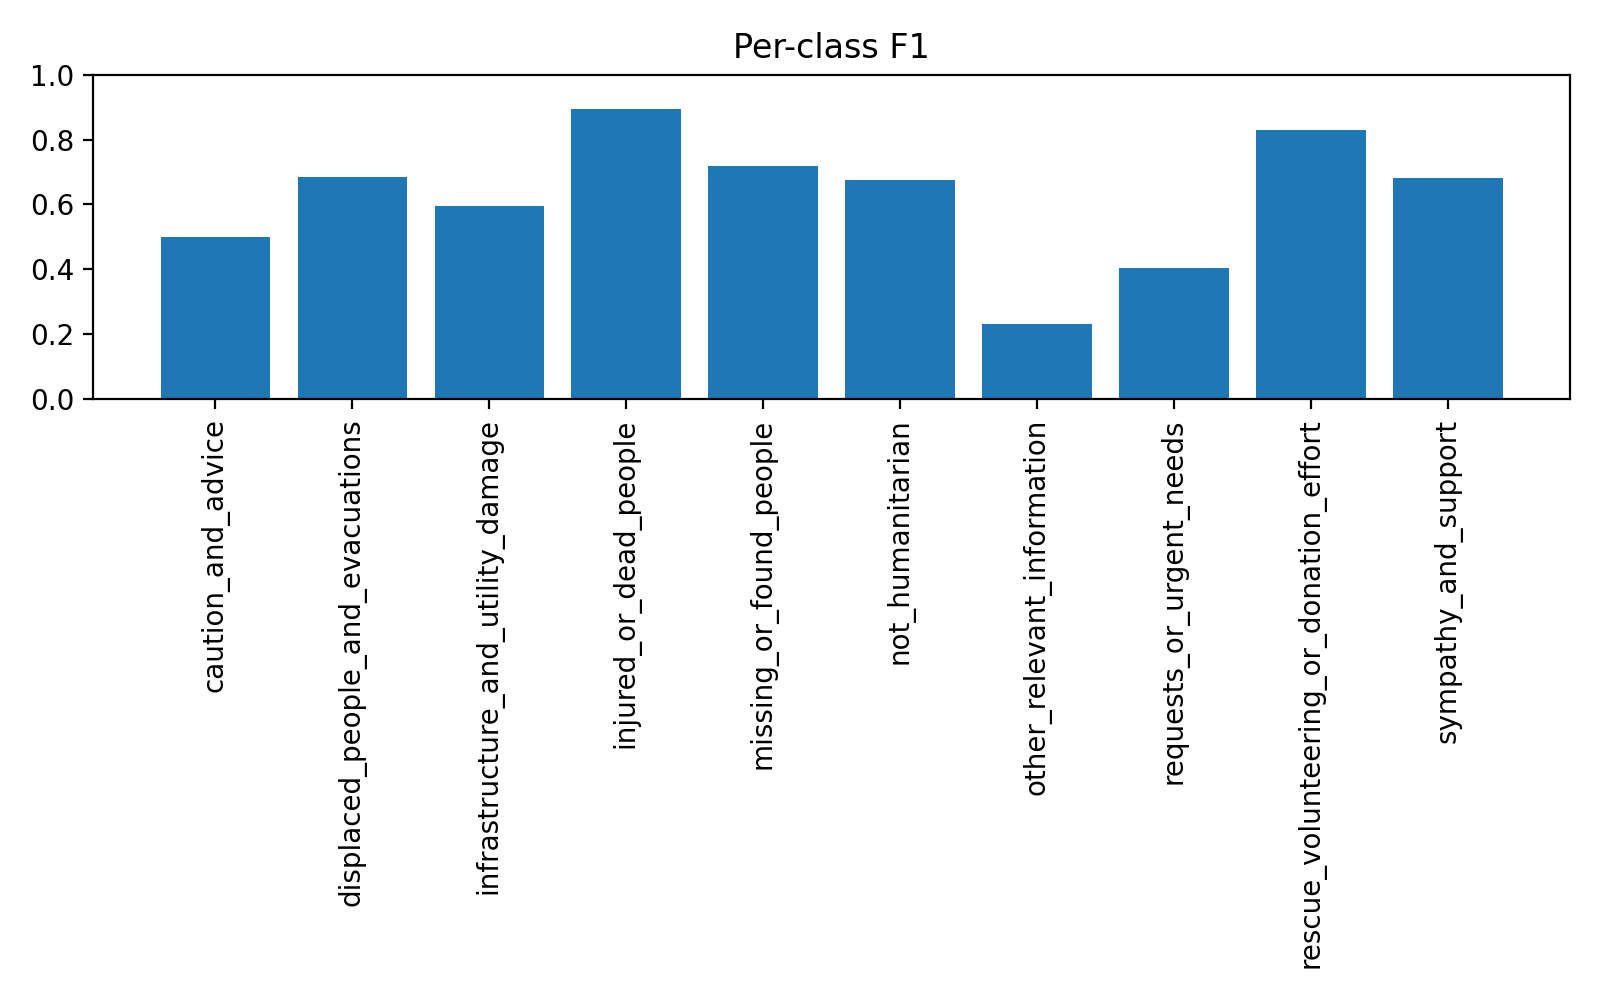 Per-class F1
1.0
0.8
0.6
0.4
0.2
0.0
caution_and_advice
displaced_people_and_evacuations
infrastructure_and_utility_damage
injured_or_dead_people
missing_or_found_people
not_humanitarian
other_relevant_information
requests_or_urgent_needs
rescue_volunteering_or_donation_effort
sympathy_and_support